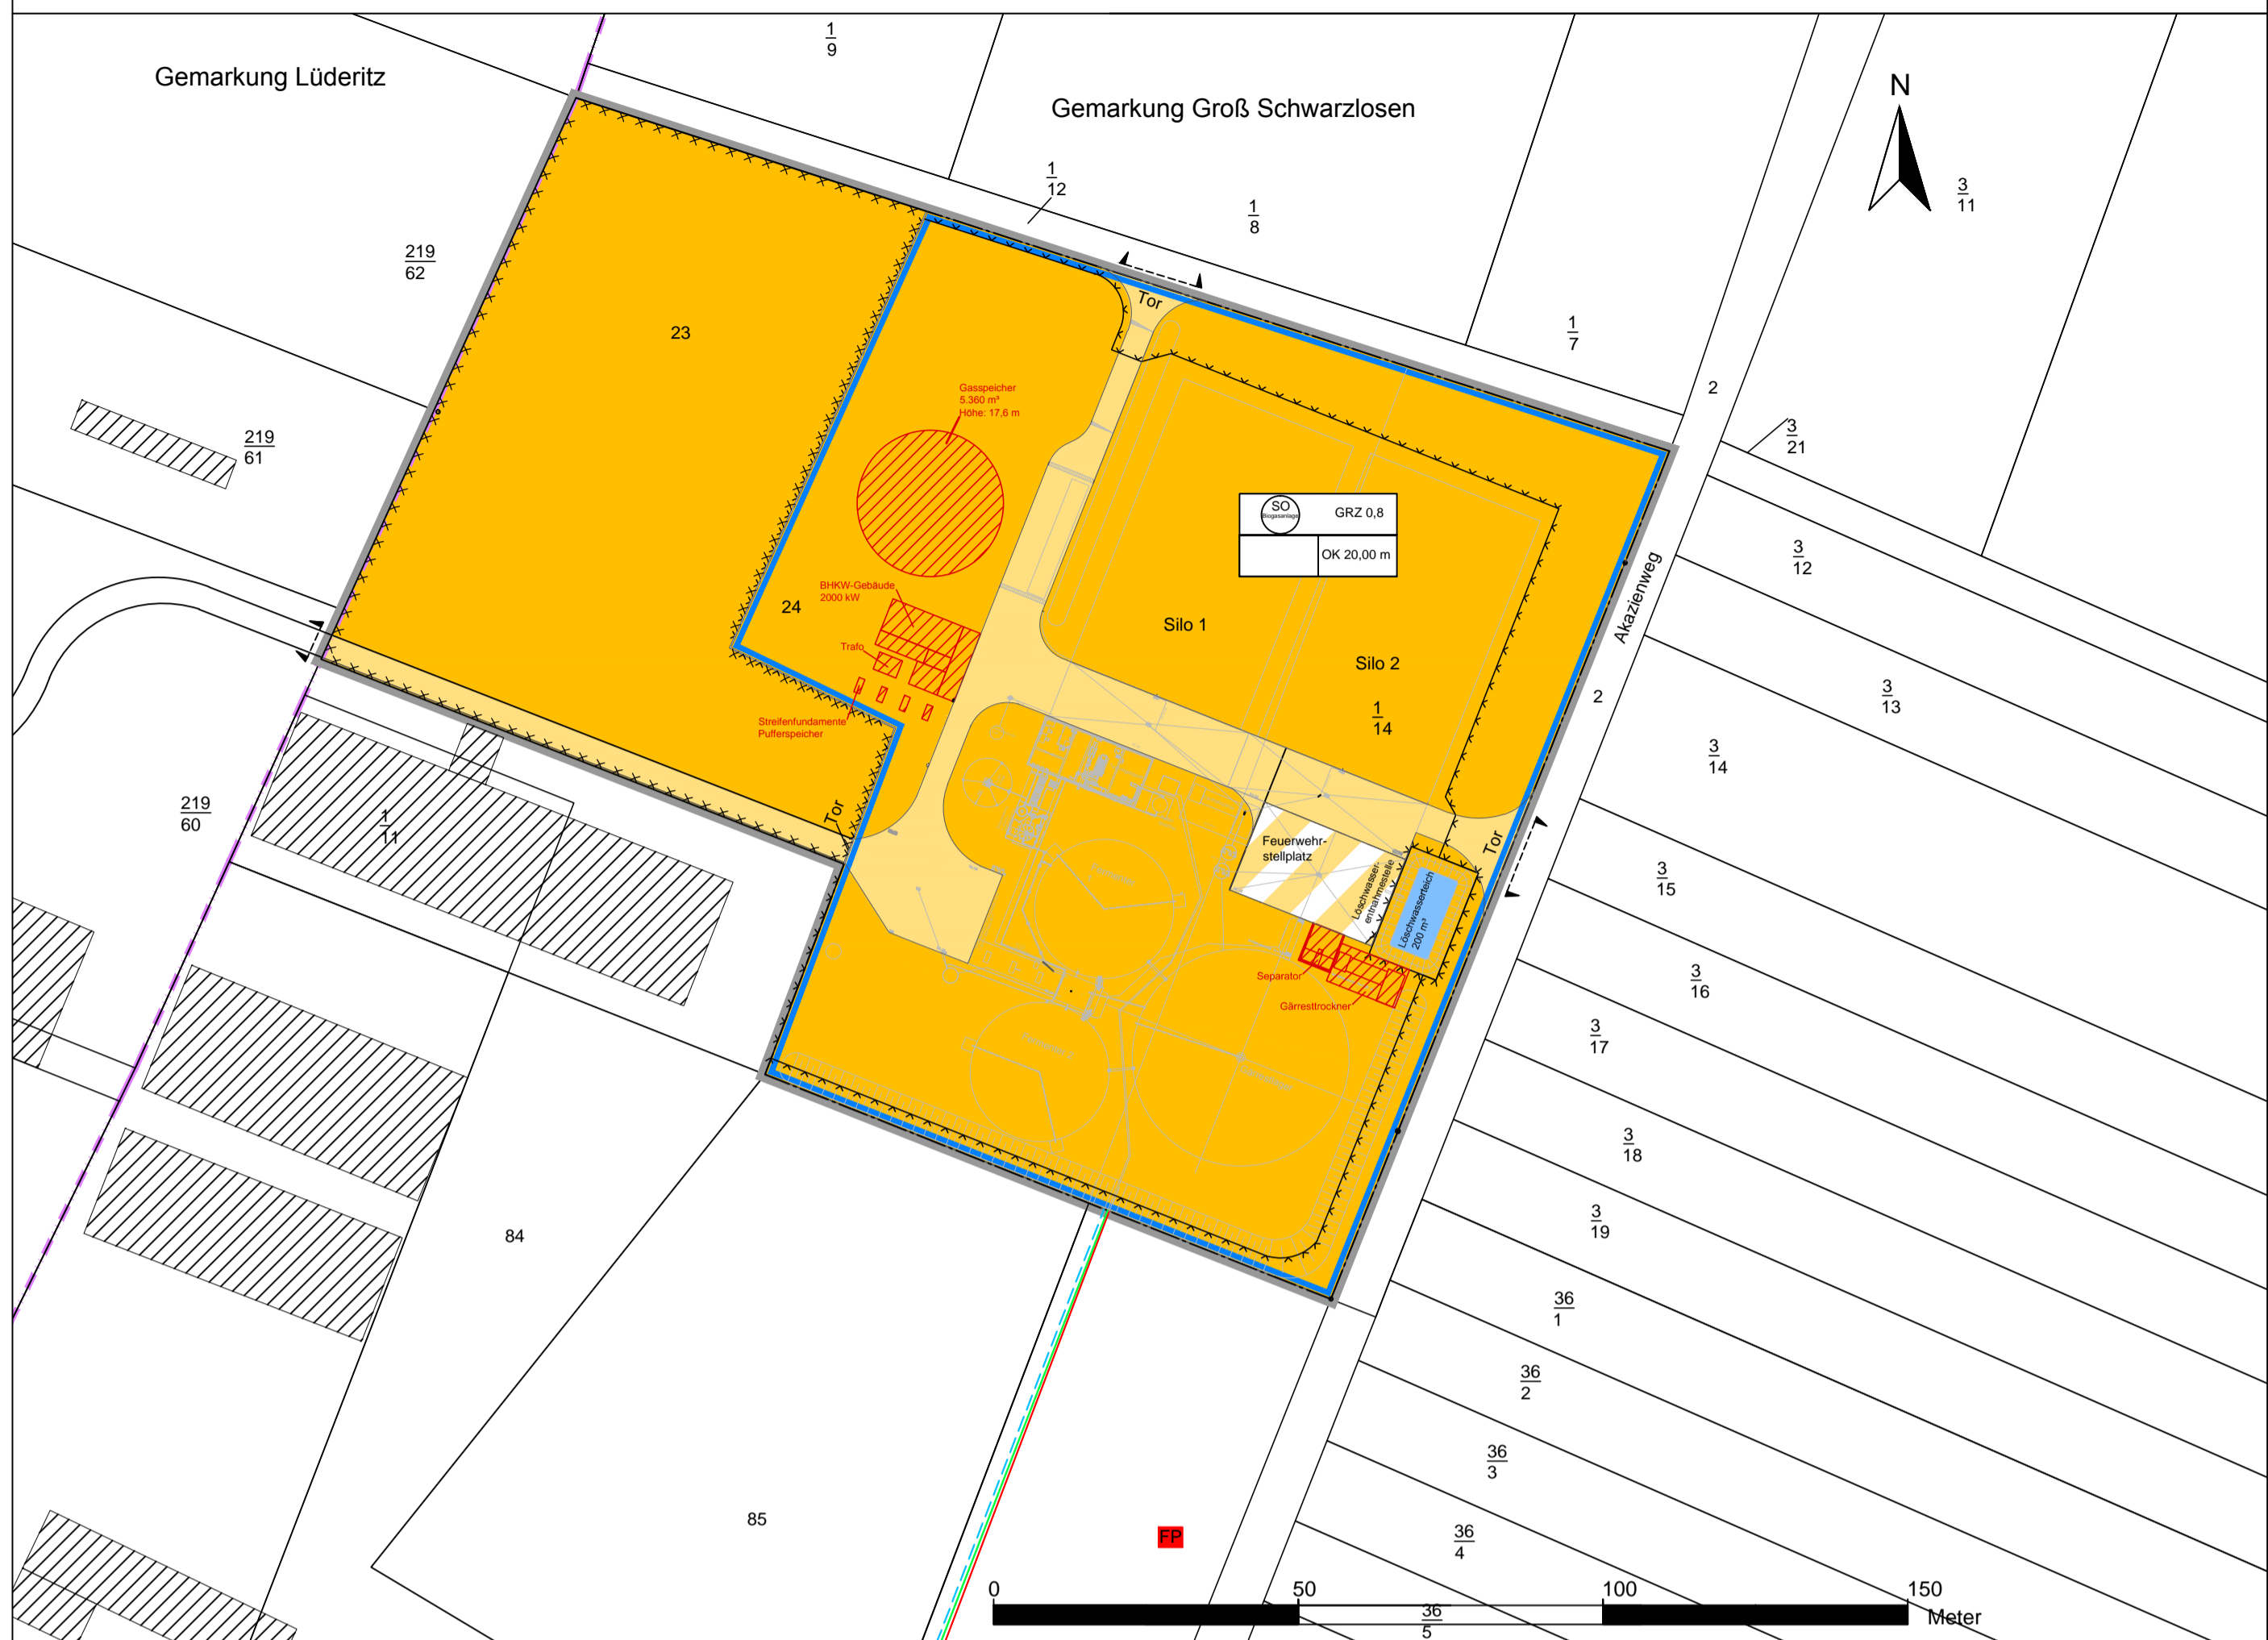 1
9
Gemarkung Lüderitz
Gemarkung Groß Schwarzlosen
N
1
12
3
11
1
8
219
62
Tor
23
1
7
2
Gasspeicher
5.360 m³
Höhe: 17,6 m
3
21
219
61
SO
Biogasanlage
GRZ 0,8
OK 20,00 m
3
12
Akazienweg
BHKW-Gebäude
2000 kW
24
Silo 1
Trafo
Silo 2
2
3
13
1
14
Streifenfundamente
Pufferspeicher
3
14
219
60
1
11
Tor
Feuerwehr-
stellplatz
Löschwasser-
entnahmestelle
Tor
Löschwasserteich
200 m³
3
15
Separator
Gärresttrockner
3
16
3
17
3
18
3
19
84
36
1
36
2
36
3
85
FP
36
4
0
50
100
150
Meter
36
5